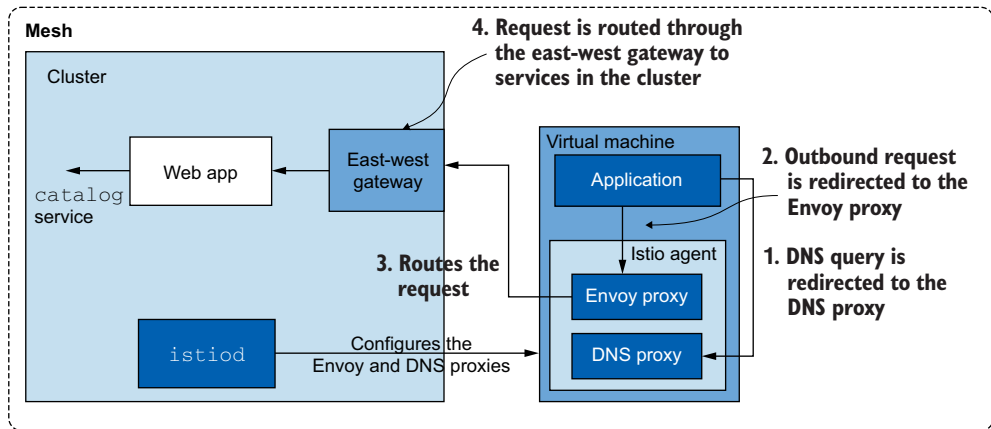 Mesh
4. Request is routed through
the east-west gateway to
services in the cluster
Cluster
Virtual machine
Application
2. Outbound request
is redirected to the
Envoy proxy
East-west
gateway
Web app
catalog
service
Istio agent
1. DNS query is
redirected to the
DNS proxy
3. Routes the
request
Envoy proxy
DNS proxy
istiod
Configures the
Envoy and DNS proxies